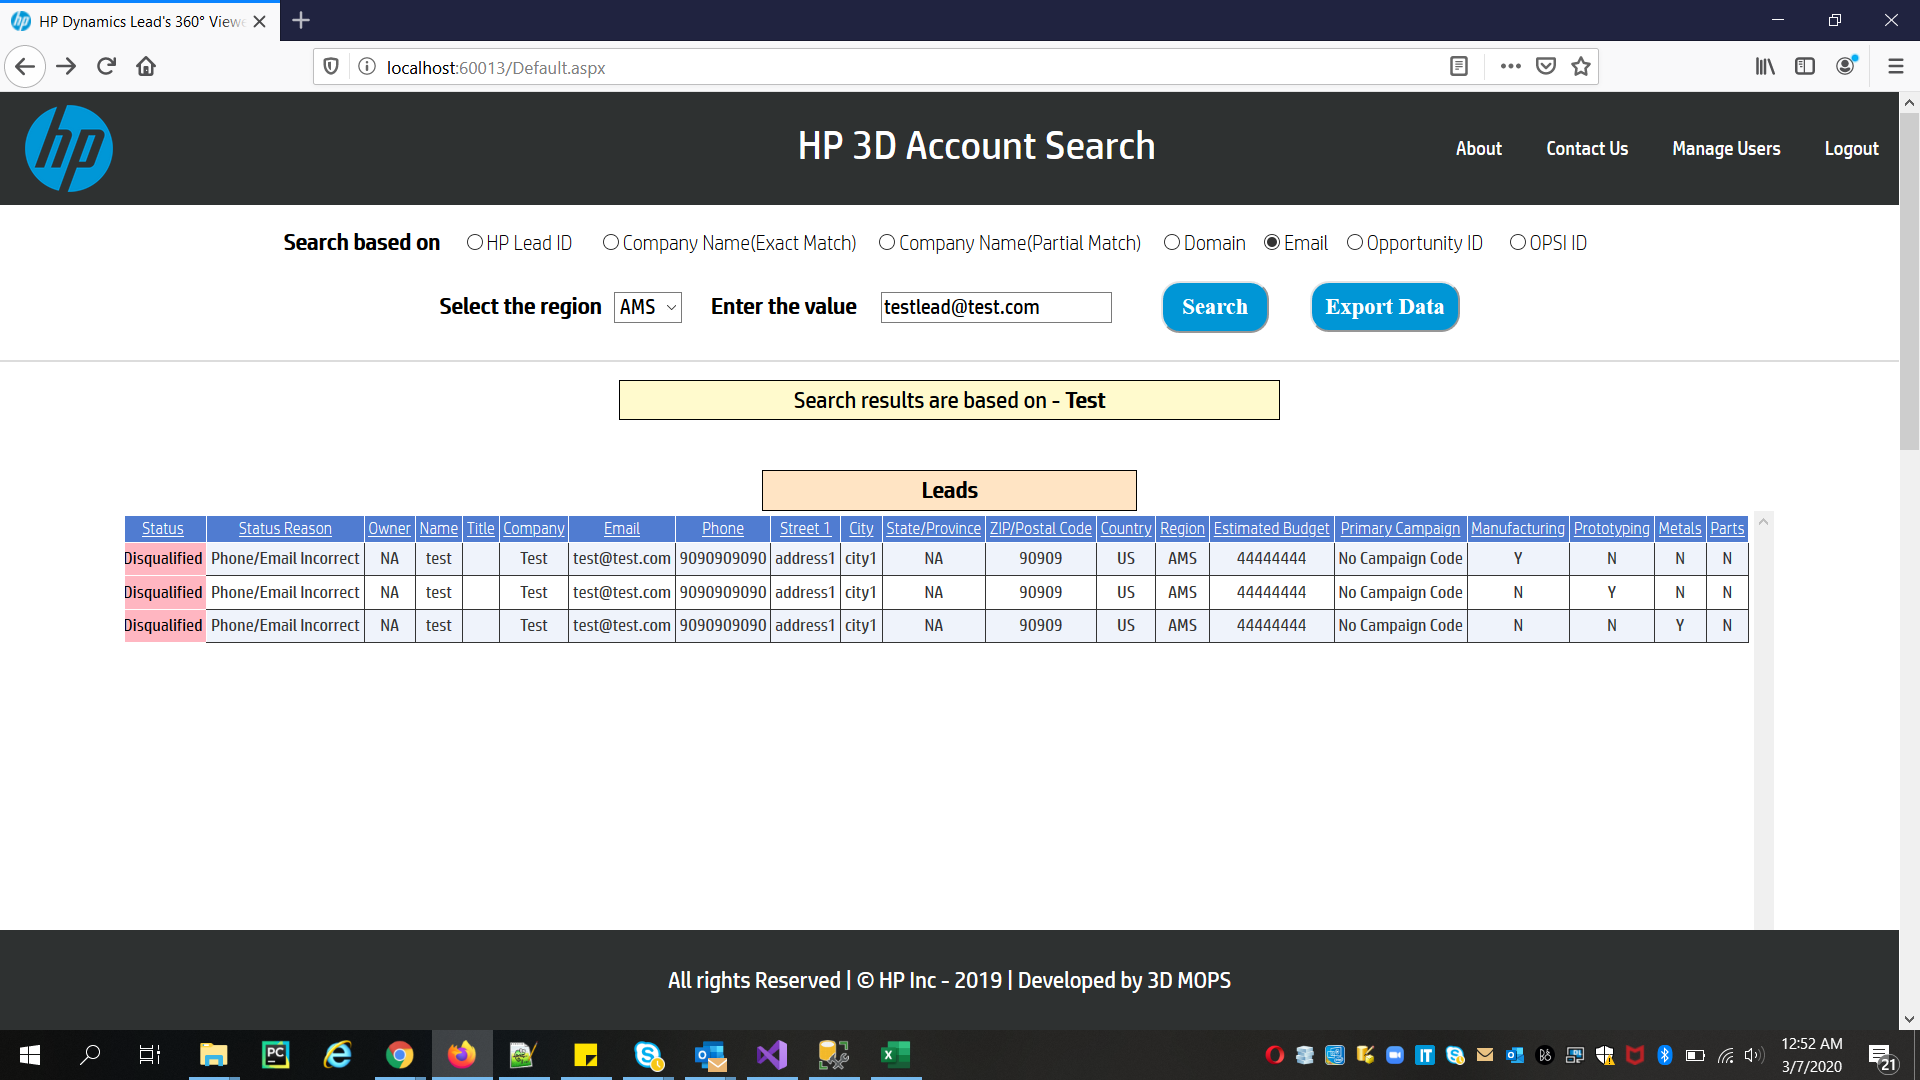 HP Dynamics Lead's 360° Viewe
localhost:60013/Default.aspx
hp
HP 3D Account Search
About Contact Us Manage Users Logout
Search based on HP Lead ID Company Name(Exact Match) Company Name(Partial Match) Domain Email Opportunity ID OPSI ID
Select the region AMS Enter the value testlead@test.com Search Export Data
Search results are based on - Test
Leads
Status Status Reason Owner Name Title Company Email Phone Street 1 City State/Province ZIP/Postal Code Country Region Estimated Budget Primary Campaign Manufacturing Prototyping Metals Parts
Disqualified Phone/Email Incorrect NA test Test test@test.com 9090909090 address1 city1 NA 90909 US AMS 44444444 No Campaign Code Y N N N
Disqualified Phone/Email Incorrect NA test Test test@test.com 9090909090 address1 city1 NA 90909 US AMS 44444444 No Campaign Code N Y N N
Disqualified Phone/Email Incorrect NA test Test test@test.com 9090909090 address1 city1 NA 90909 US AMS 44444444 No Campaign Code N N Y N
All rights Reserved | © HP Inc - 2019 | Developed by 3D MOPS
12:52 AM
3/7/2020
21